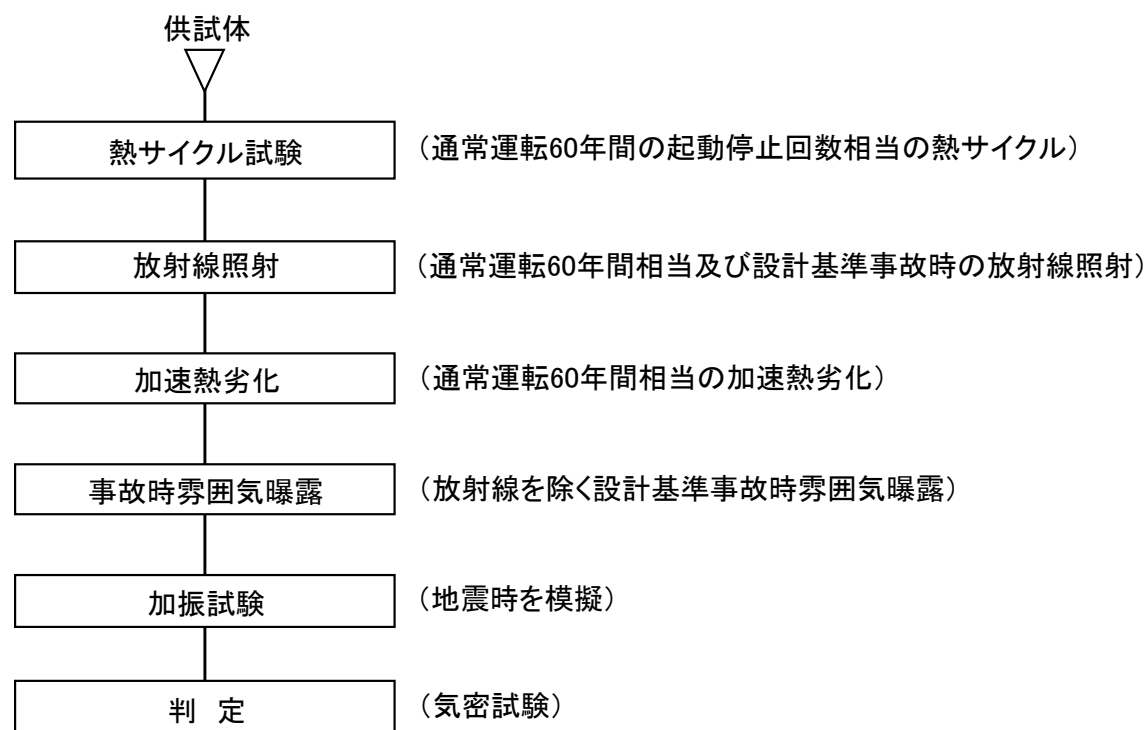 供試体
熱サイクル試験 （通常運転60年間の起動停止回数相当の熱サイクル）
放射線照射 （通常運転60年間相当及び設計基準事故時の放射線照射）
加速熱劣化 （通常運転60年間相当の加速熱劣化）
事故時雰囲気曝露 （放射線を除く設計基準事故時雰囲気曝露）
加振試験 （地震時を模擬）
判　定 （気密試験）